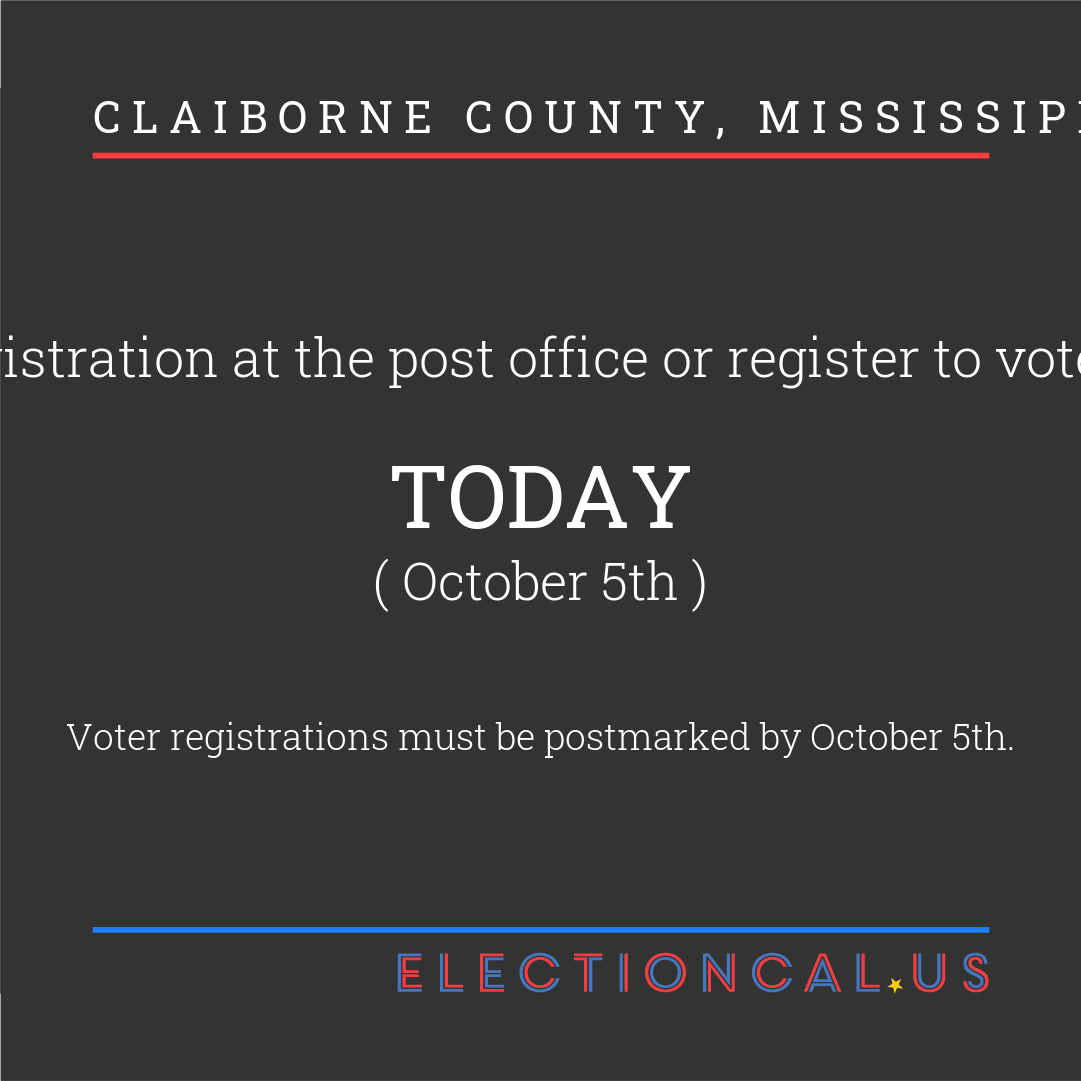 CLAIBORNE COUNTY, MISSISSIP
istration at the post office or register to vot
TODAY
( October 5th )
Voter registrations must be postmarked by October 5th.
ELECTIONCAL.US